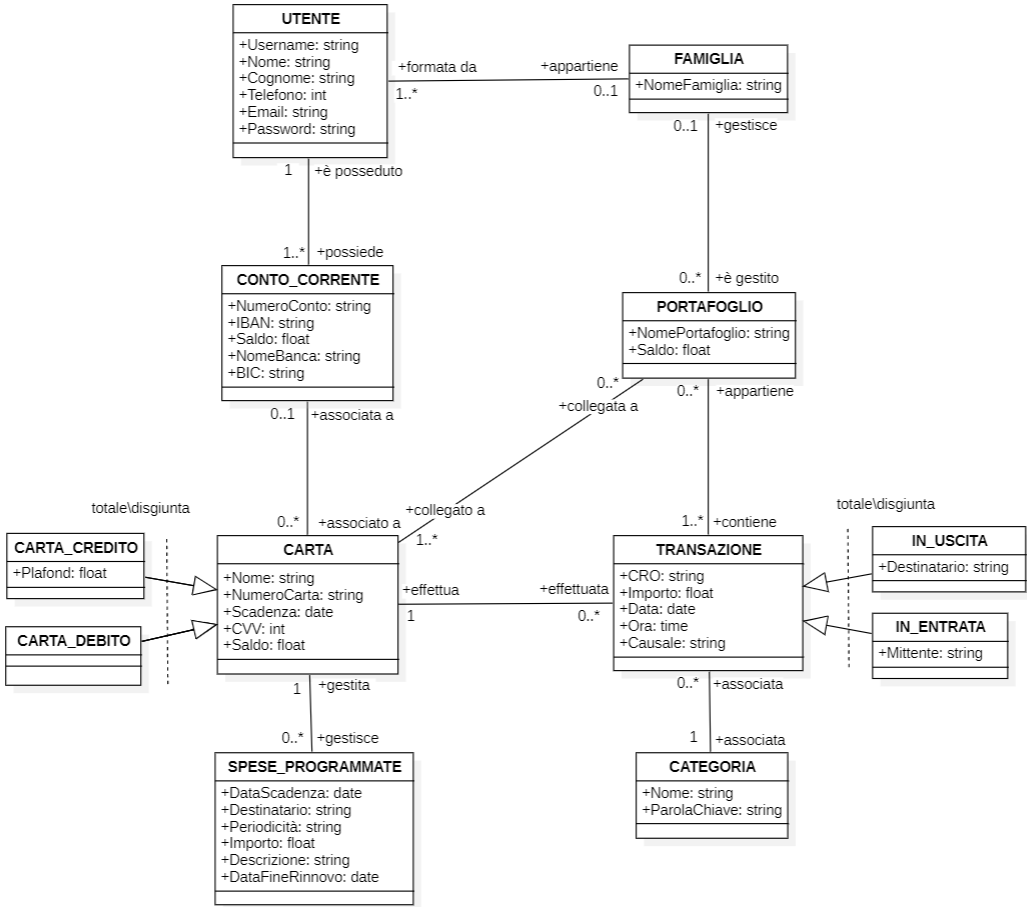 UTENTE
+Username: string
+Nome: string
+Cognome: string
+Telefono: int
+Email: string
+Password: string
+formata da
1..*
+appartiene
0..1
FAMIGLIA
+NomeFamiglia: string
0..1
+gestisce
1
+è posseduto
1..*
+possiede
CONTO_CORRENTE
+NumeroConto: string
+IBAN: string
+Saldo: float
+NomeBanca: string
+BIC: string
0..*
+è gestito
PORTAFOGLIO
+NomePortafoglio: string
+Saldo: float
0..*
+collegata a
0..*
+appartiene
0..1
+associata a
0..*
+associato a
+collegato a
1..*
1..*
+contiene
totale\disgiunta
CARTA_CREDITO
+Plafond: float
CARTA_DEBITO
CARTA
+Nome: string
+NumeroCarta: string
+Scadenza: date
+CVV: int
+Saldo: float
+effettua
1
+effettuata
0..*
TRANSAZIONE
+CRO: string
+Importo: float
+Data: date
+Ora: time
+Causale: string
totale\disgiunta
IN_USCITA
+Destinatario: string
IN_ENTRATA
+Mittente: string
1
+gestita
0..*
+gestisce
SPESE_PROGRAMMATE
+DataScadenza: date
+Destinatario: string
+Periodicità: string
+Importo: float
+Descrizione: string
+DataFineRinnovo: date
0..*
+associata
1
+associata
CATEGORIA
+Nome: string
+ParolaChiave: string